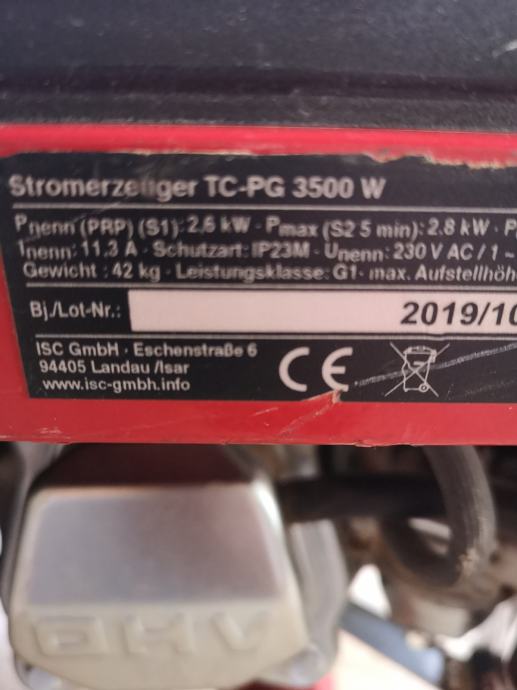 Stromerzeuger TC-PG 3500 W
Pnenn (PRP) (S1): 2,6 kW · Pmax (S2 5 min): 2,8 kW · P
Inenn: 11,3 A · Schutzart: IP23M · Unenn: 230 V AC / 1 ~
Gewicht : 42 kg · Leistungsklasse: G1 · max. Aufstellhöh
Bj./Lot-Nr.: 2019/10
ISC GmbH · Eschenstraße 6
94405 Landau /Isar
www.isc-gmbh.info
CE
OHV